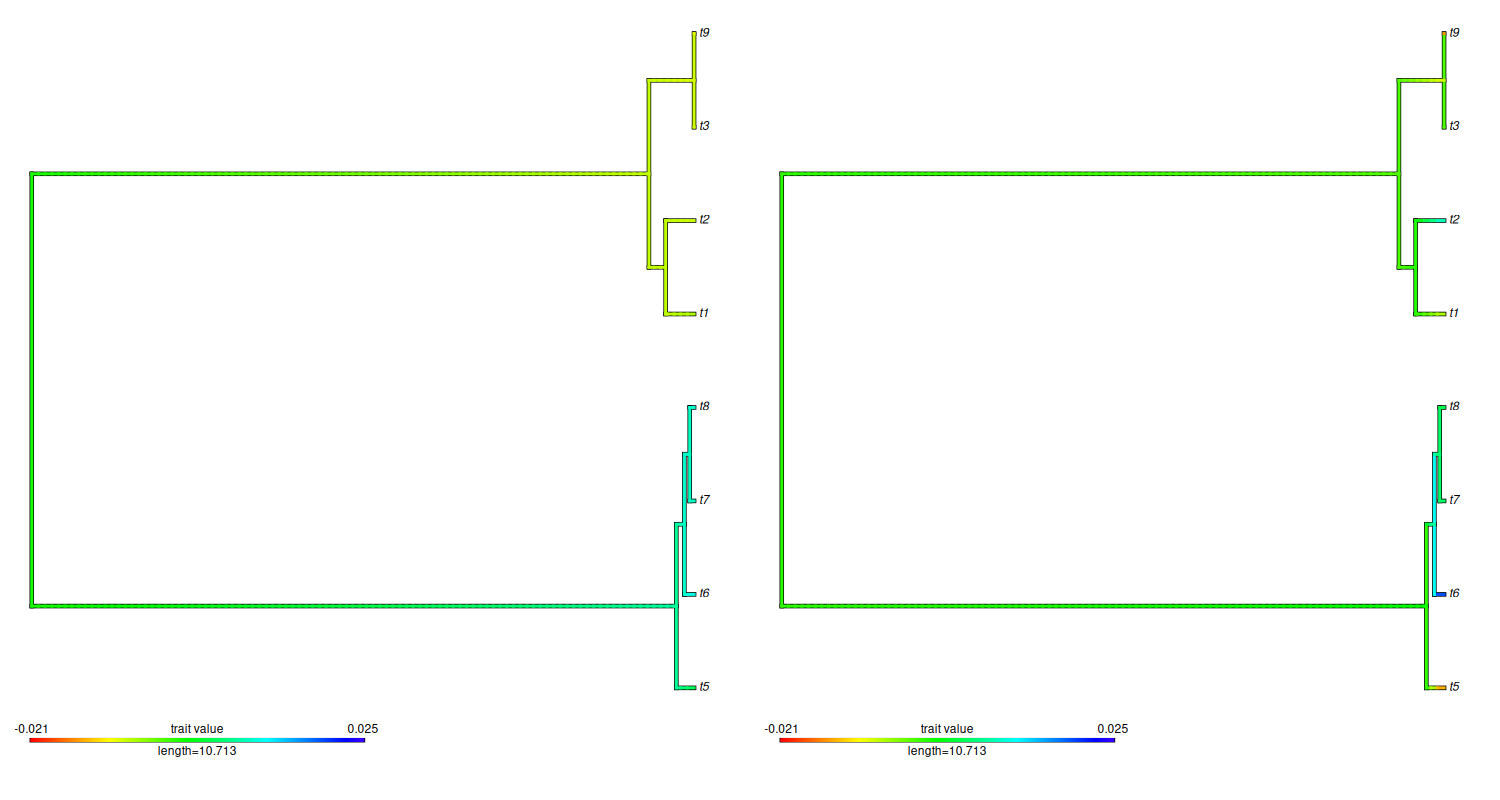 t9
t3
t2
t1
t8
t7
t6
t5
-0.021 trait value 0.025
length=10.713
t9
t3
t2
t1
t8
t7
t6
t5
-0.021 trait value 0.025
length=10.713